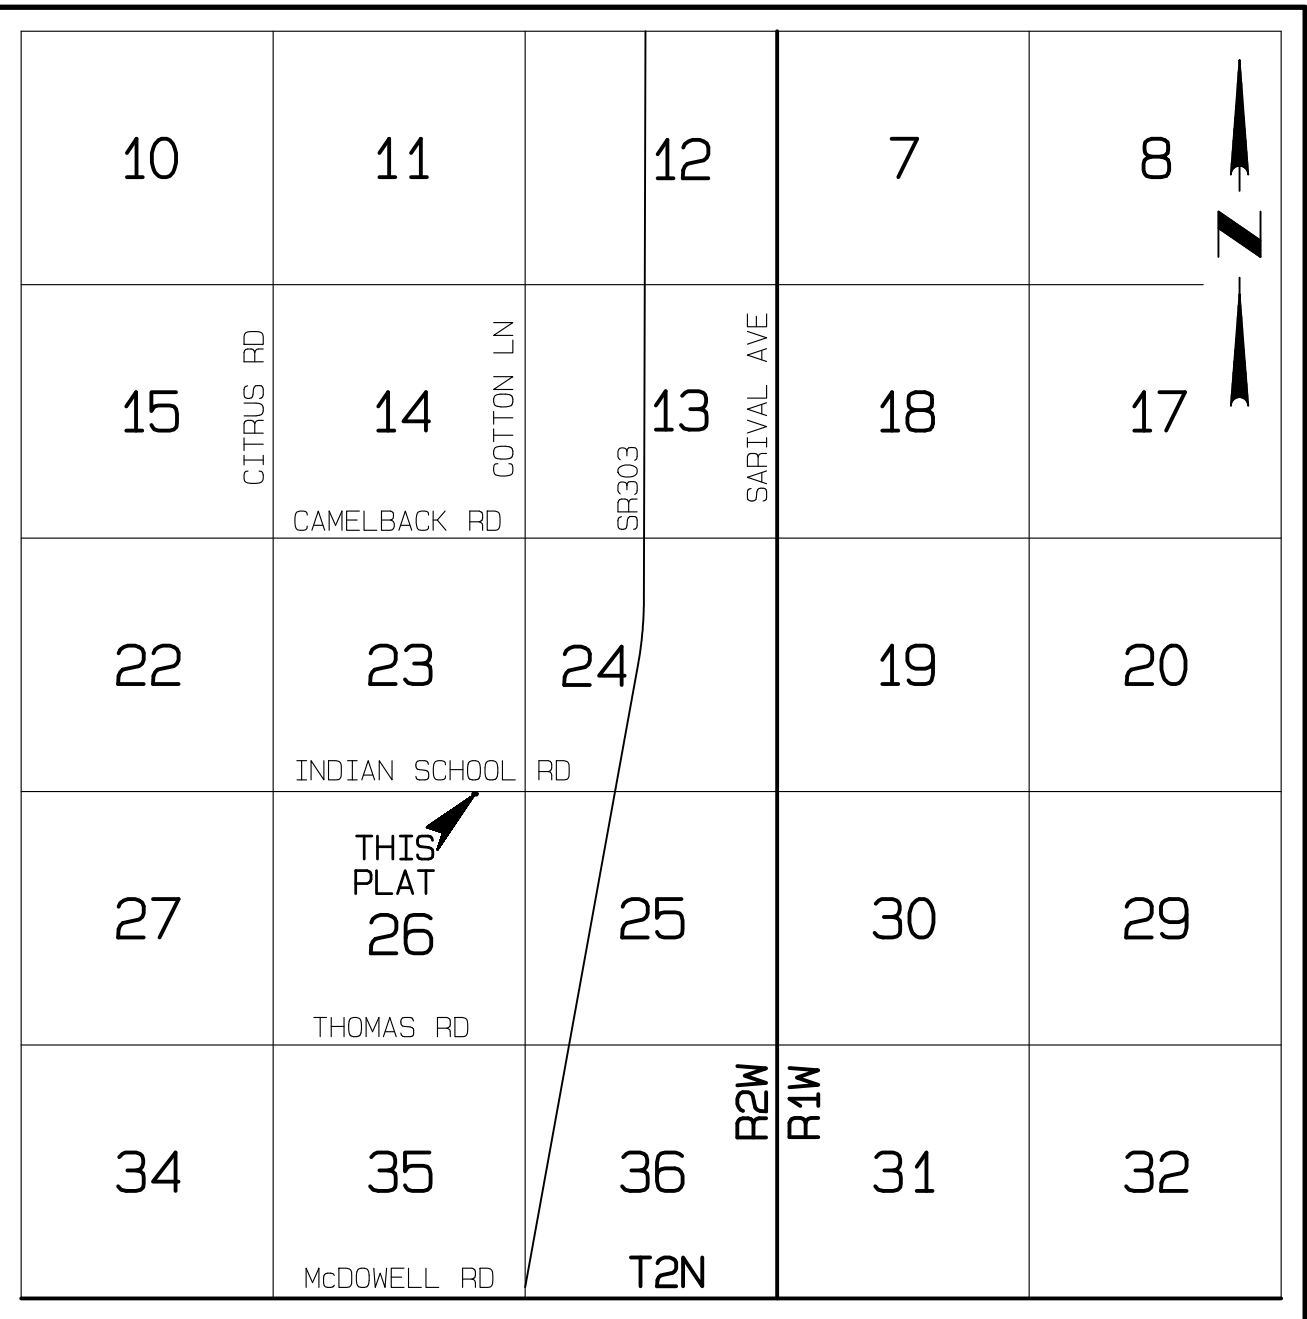 10 11 12 7 8
N
CITRUS RD
COTTON LN
SARIVAL AVE
SR303
15 14 13 18 17
CAMELBACK RD
22 23 24 19 20
INDIAN SCHOOL RD
THIS
PLAT
27 26 25 30 29
THOMAS RD
R2W R1W
34 35 36 31 32
T2N
McDOWELL RD